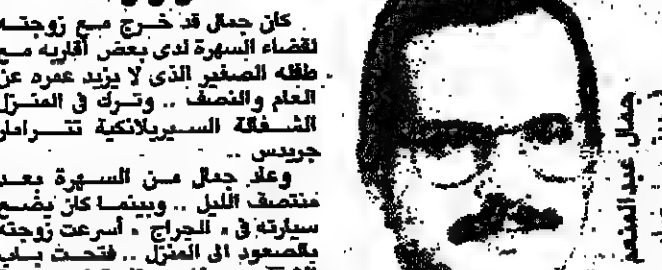 كان جمال قد خرج مع زوجته
لقضاء السهرة لدى بعض أقاربه مع
طفله الصغير الذى لا يزيد عمره عن
العام والنصف .. وترك فى المنزل
الشغالة السيريلانكية تتراماز
جريدس ..
وعاد جمال من السهرة بعد
منتصف الليل .. وبينما كان يضع
سيارته فى « الجراج » أسرعت زوجته
بالصعود الى المنزل .. فتحت باب
جمال عبد المنعم